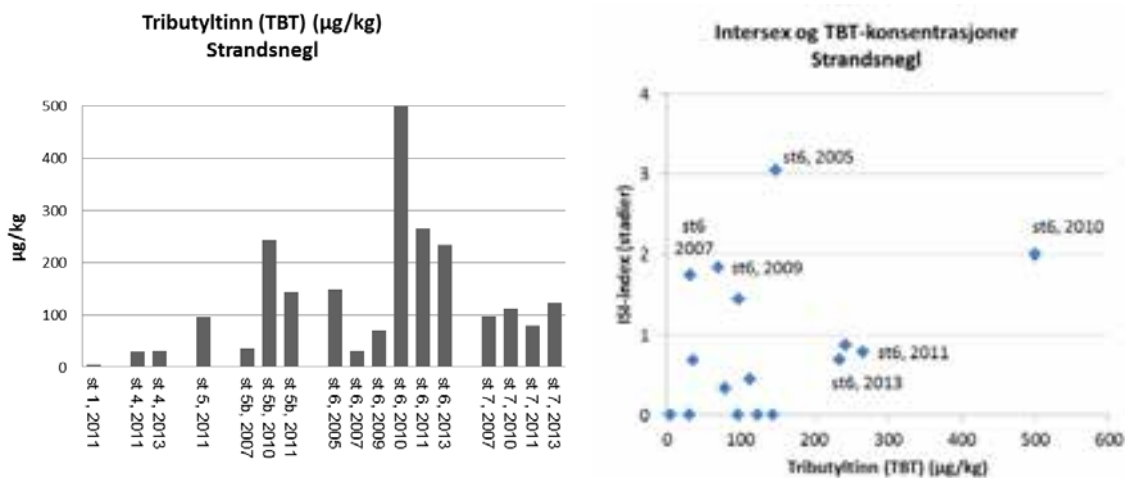 Tributyltinn (TBT) (µg/kg)
Strandsnegl
µg/kg
500
400
300
200
100
0
st 1, 2011
st 4, 2011
st 4, 2013
st 5, 2011
st 5b, 2007
st 5b, 2010
st 5b, 2011
st 6, 2005
st 6, 2007
st 6, 2009
st 6, 2010
st 6, 2011
st 6, 2013
st 7, 2007
st 7, 2010
st 7, 2011
st 7, 2013
Intersex og TBT-konsentrasjoner
Strandsnegl
ISI-index (stadier)
4
3
2
1
0
st6, 2005
st6
2007
st6, 2009
st6, 2010
st6, 2011
st6, 2013
0 100 200 300 400 500 600
Tributyltinn (TBT) (µg/kg)